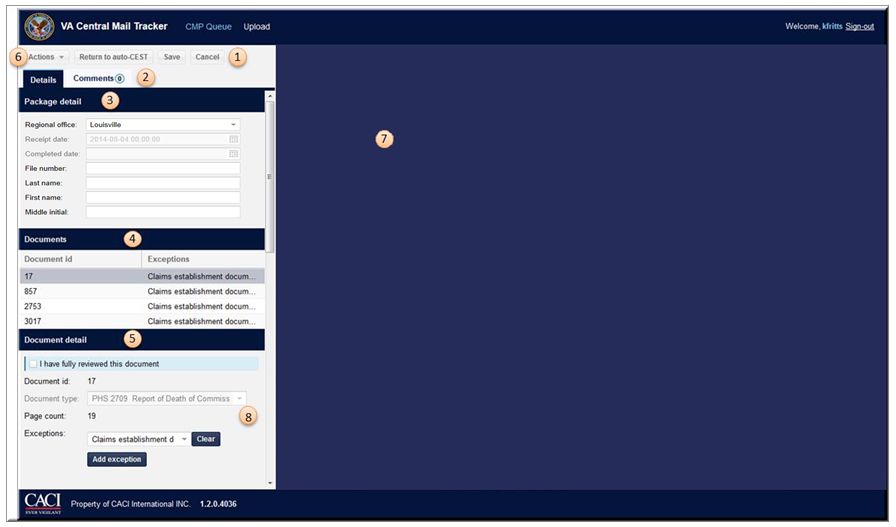 VA Central Mail Tracker CMP Queue Upload Welcome, kfritts Sign-out
6 Actions Return to auto-CEST Save Cancel 1
Details Comments 0 2
Package detail 3
Regional office: Louisville
Receipt date: 2014-08-04 00:00:00
Completed date:
File number:
Last name:
First name:
Middle initial:
7
Documents 4
Document id Exceptions
17 Claims establishment docum...
857 Claims establishment docum...
2753 Claims establishment docum...
3017 Claims establishment docum...
Document detail 5
I have fully reviewed this document
Document id: 17
Document type: PHS 2709 Report of Death of Commiss
Page count: 19
8
Exceptions: Claims establishment d Clear
Add exception
CACI
EVER VIGILANT
Property of CACI International INC. 1.2.0.4036